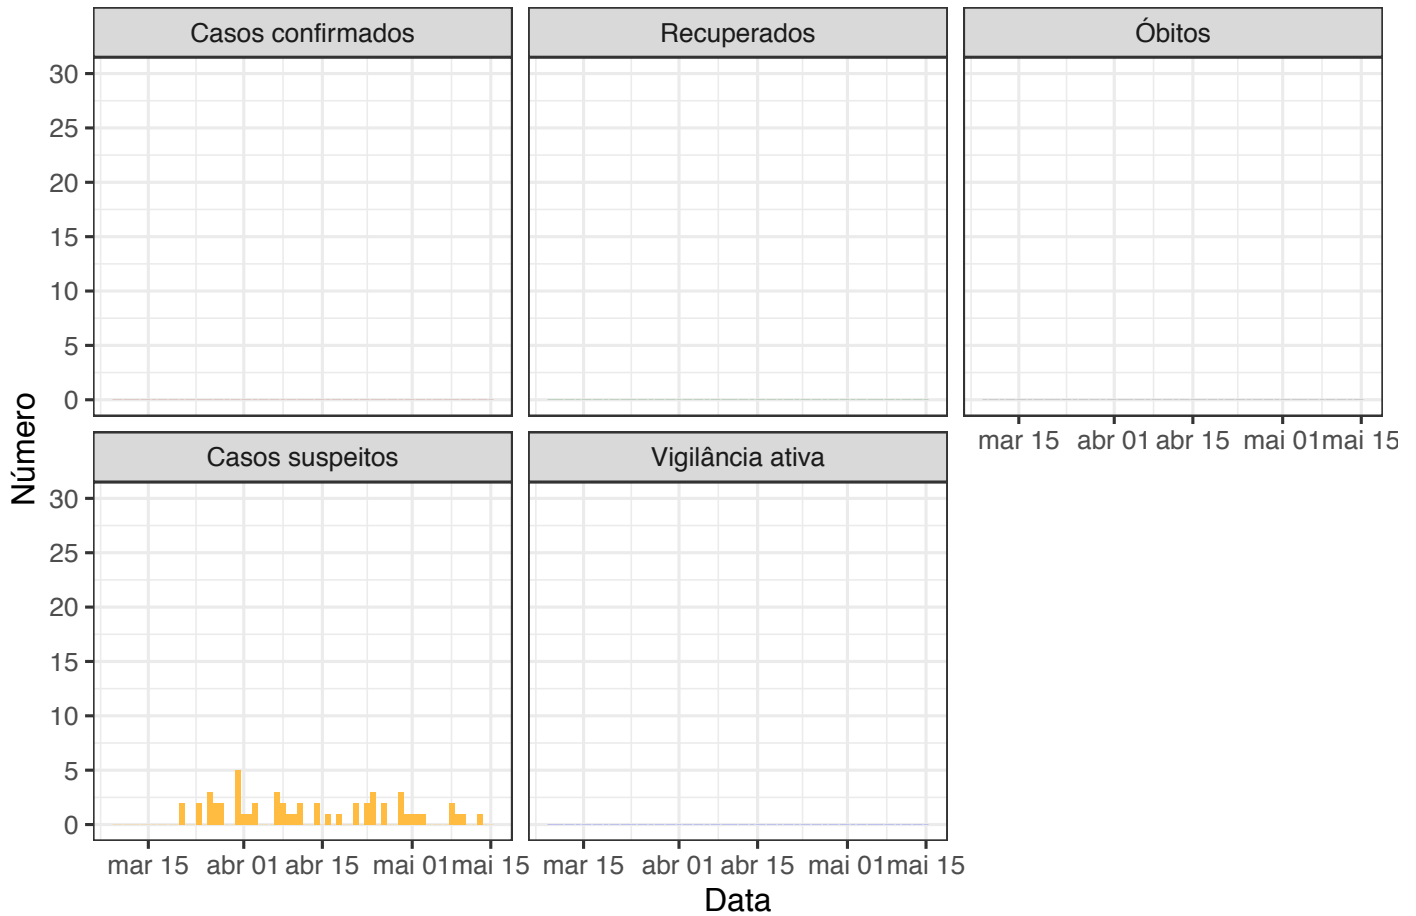 Casos confirmados
Recuperados
Óbitos
30
25
20
15
10
5
0
mar 15 abr 01 abr 15 mai 01 mai 15
Casos suspeitos
Vigilância ativa
30
25
20
15
10
5
0
mar 15 abr 01 abr 15 mai 01 mai 15
mar 15 abr 01 abr 15 mai 01 mai 15
Número
Data